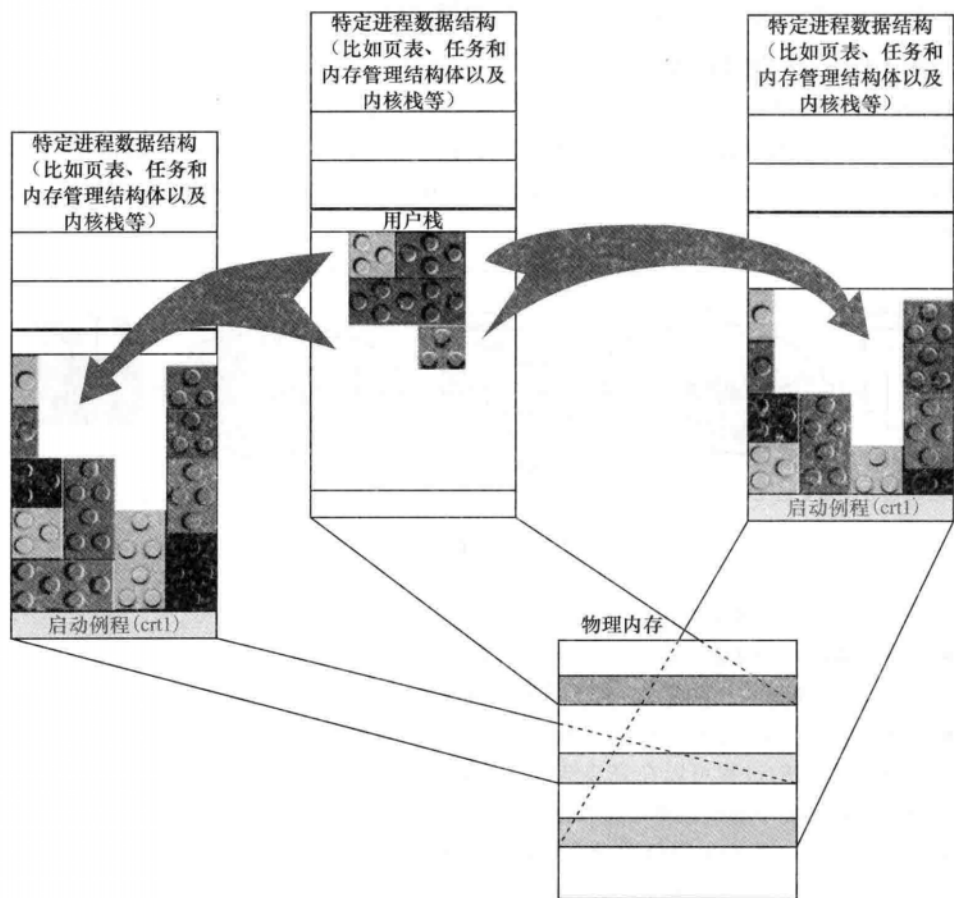 特定进程数据结构
（比如页表、任务和
内存管理结构体以及
内核栈等）
启动例程(crt1)
特定进程数据结构
（比如页表、任务和
内存管理结构体以及
内核栈等）
用户栈
特定进程数据结构
（比如页表、任务和
内存管理结构体以及
内核栈等）
启动例程(crt1)
物理内存